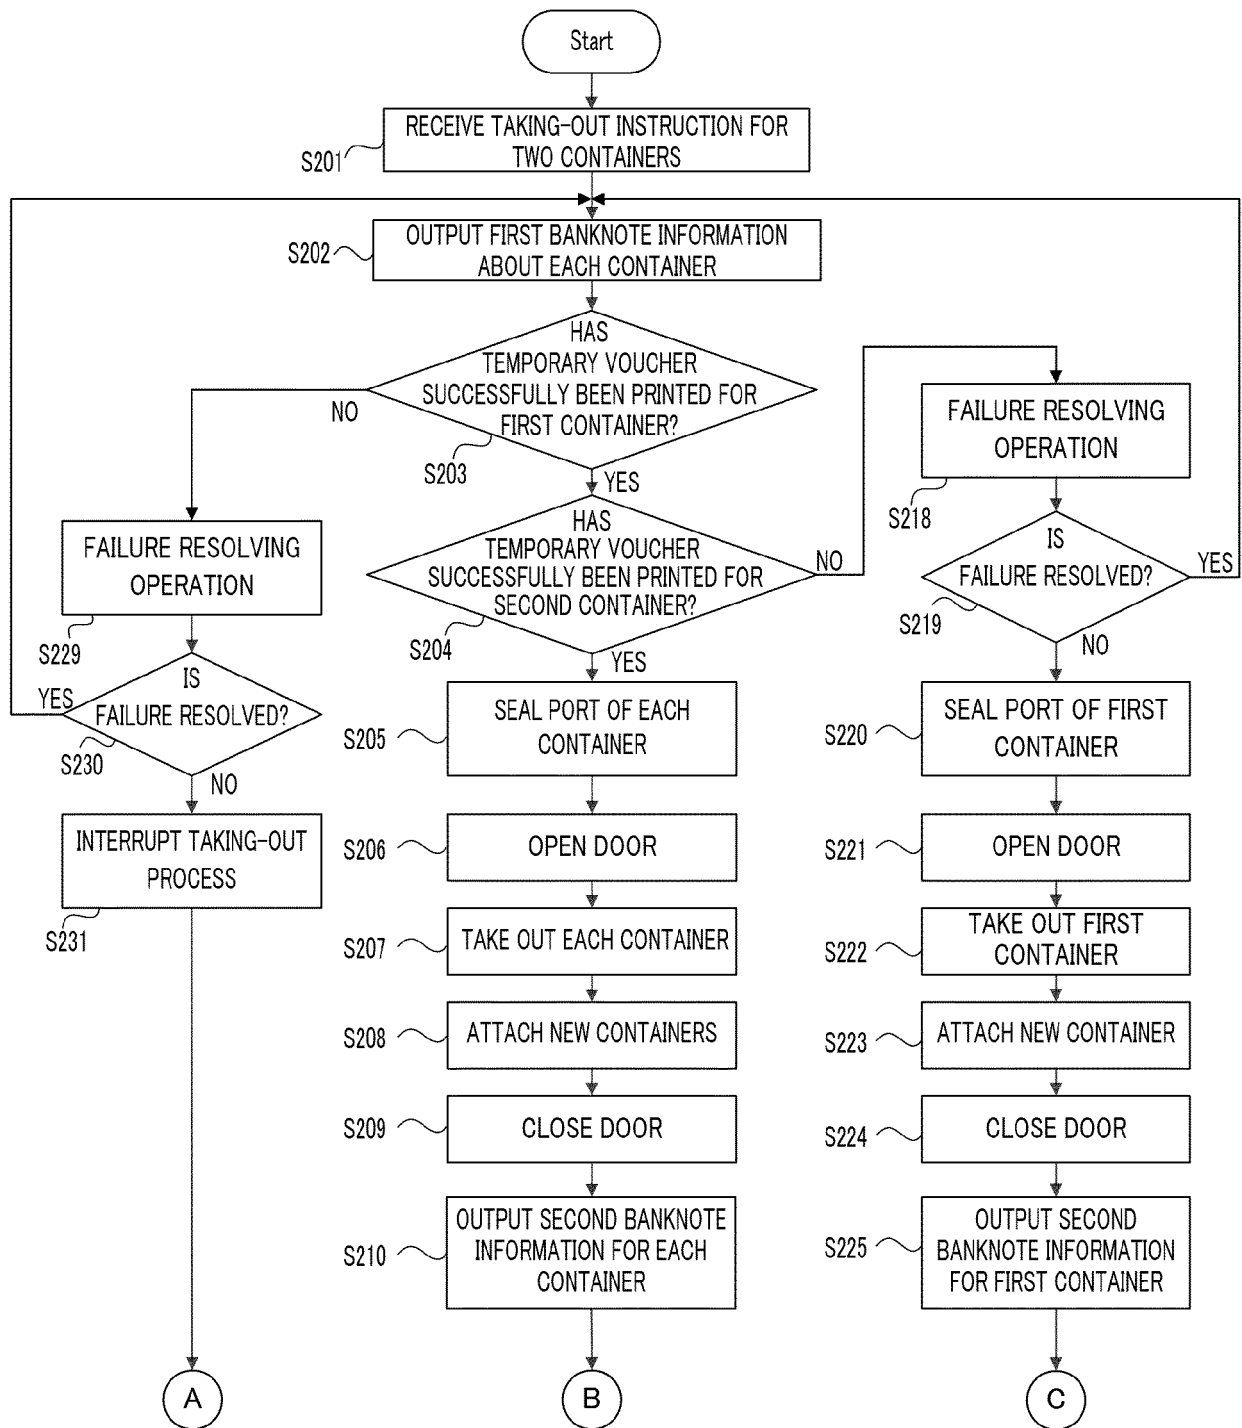 Start
RECEIVE TAKING-OUT INSTRUCTION FOR
TWO CONTAINERS
S201
OUTPUT FIRST BANKNOTE INFORMATION
ABOUT EACH CONTAINER
S202
HAS
TEMPORARY VOUCHER
SUCCESSFULLY BEEN PRINTED FOR
FIRST CONTAINER?
NO
S203
YES
FAILURE RESOLVING
OPERATION
S218
HAS
TEMPORARY VOUCHER
SUCCESSFULLY BEEN PRINTED FOR
SECOND CONTAINER?
NO
S204
YES
IS
FAILURE RESOLVED?
YES
S219
NO
FAILURE RESOLVING
OPERATION
S229
IS
FAILURE RESOLVED?
YES
S230
NO
INTERRUPT TAKING-OUT
PROCESS
S231
SEAL PORT OF EACH
CONTAINER
S205
OPEN DOOR
S206
TAKE OUT EACH CONTAINER
S207
ATTACH NEW CONTAINERS
S208
CLOSE DOOR
S209
OUTPUT SECOND BANKNOTE
INFORMATION FOR EACH
CONTAINER
S210
SEAL PORT OF FIRST
CONTAINER
S220
OPEN DOOR
S221
TAKE OUT FIRST
CONTAINER
S222
ATTACH NEW CONTAINER
S223
CLOSE DOOR
S224
OUTPUT SECOND
BANKNOTE INFORMATION
FOR FIRST CONTAINER
S225
A
B
C